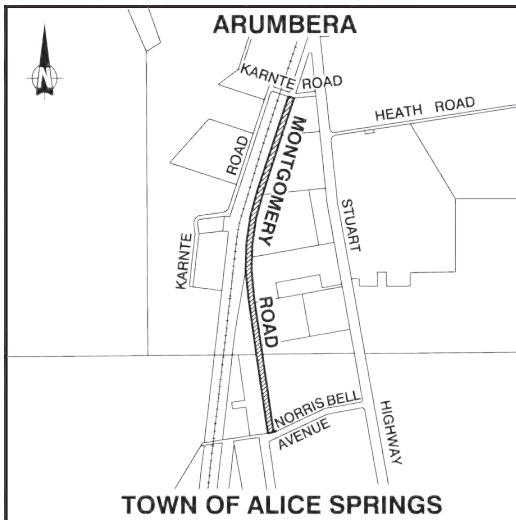 ARUMBERA
N
KARNTE ROAD
HEATH ROAD
ROAD
MONTGOMERY
STUART
KARNTE
ROAD
NORRIS BELL
AVENUE
HIGHWAY
TOWN OF ALICE SPRINGS